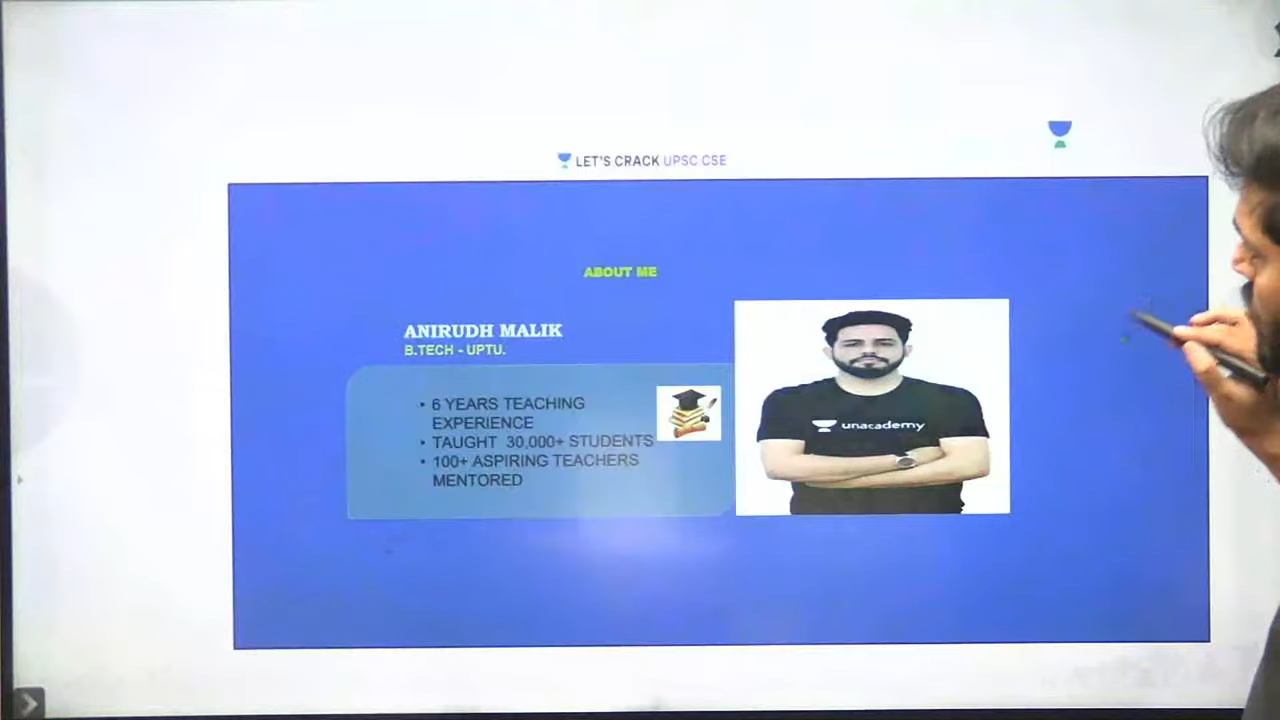 LET'S CRACK UPSC CSE
ABOUT ME
ANIRUDH MALIK
B.TECH - UPTU.
• 6 YEARS TEACHING
EXPERIENCE
• TAUGHT 30,000+ STUDENTS
• 100+ ASPIRING TEACHERS
MENTORED
unacademy